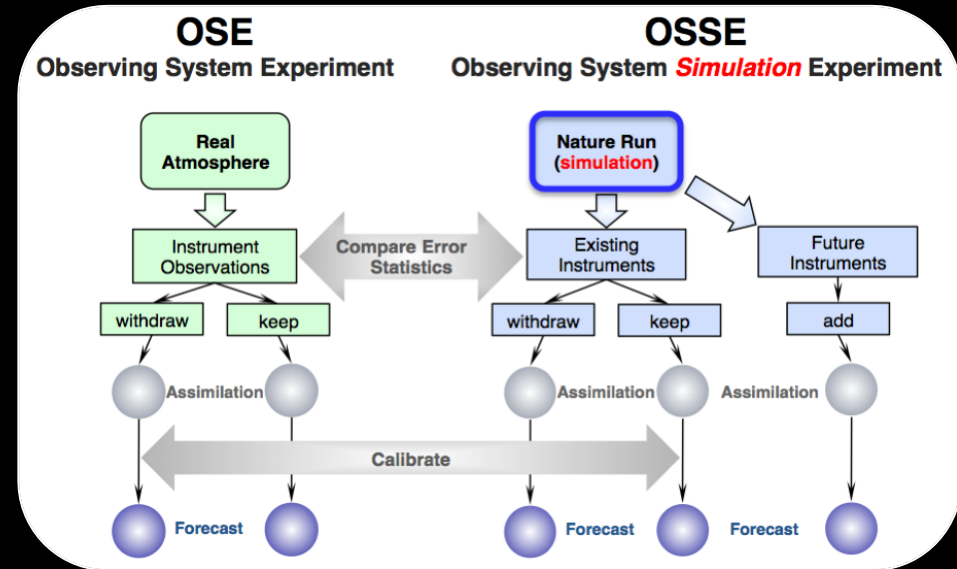 OSE
Observing System Experiment
OSSE
Observing System Simulation Experiment
Real
Atmosphere
Nature Run
(simulation)
Instrument
Observations
Compare Error
Statistics
Existing
Instruments
Future
Instruments
withdraw
keep
withdraw
keep
add
Assimilation
Assimilation
Assimilation
Calibrate
Forecast
Forecast
Forecast